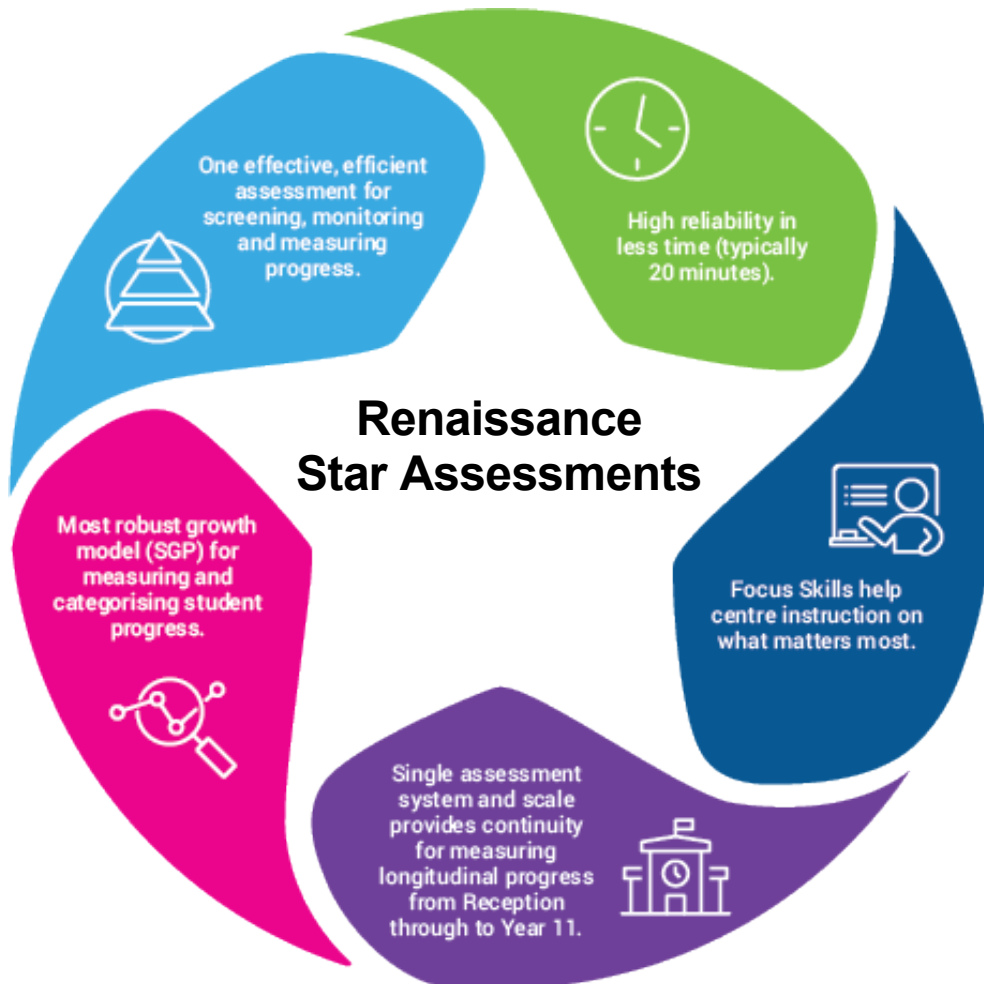 One effective, efficient
assessment for
screening, monitoring
and measuring
progress.
High reliability in
less time (typically
20 minutes).
Renaissance
Star Assessments
Most robust growth
model (SGP) for
measuring and
categorising student
progress.
Focus Skills help
centre instruction on
what matters most.
Single assessment
system and scale
provides continuity
for measuring
longitudinal progress
from Reception
through to Year 11.